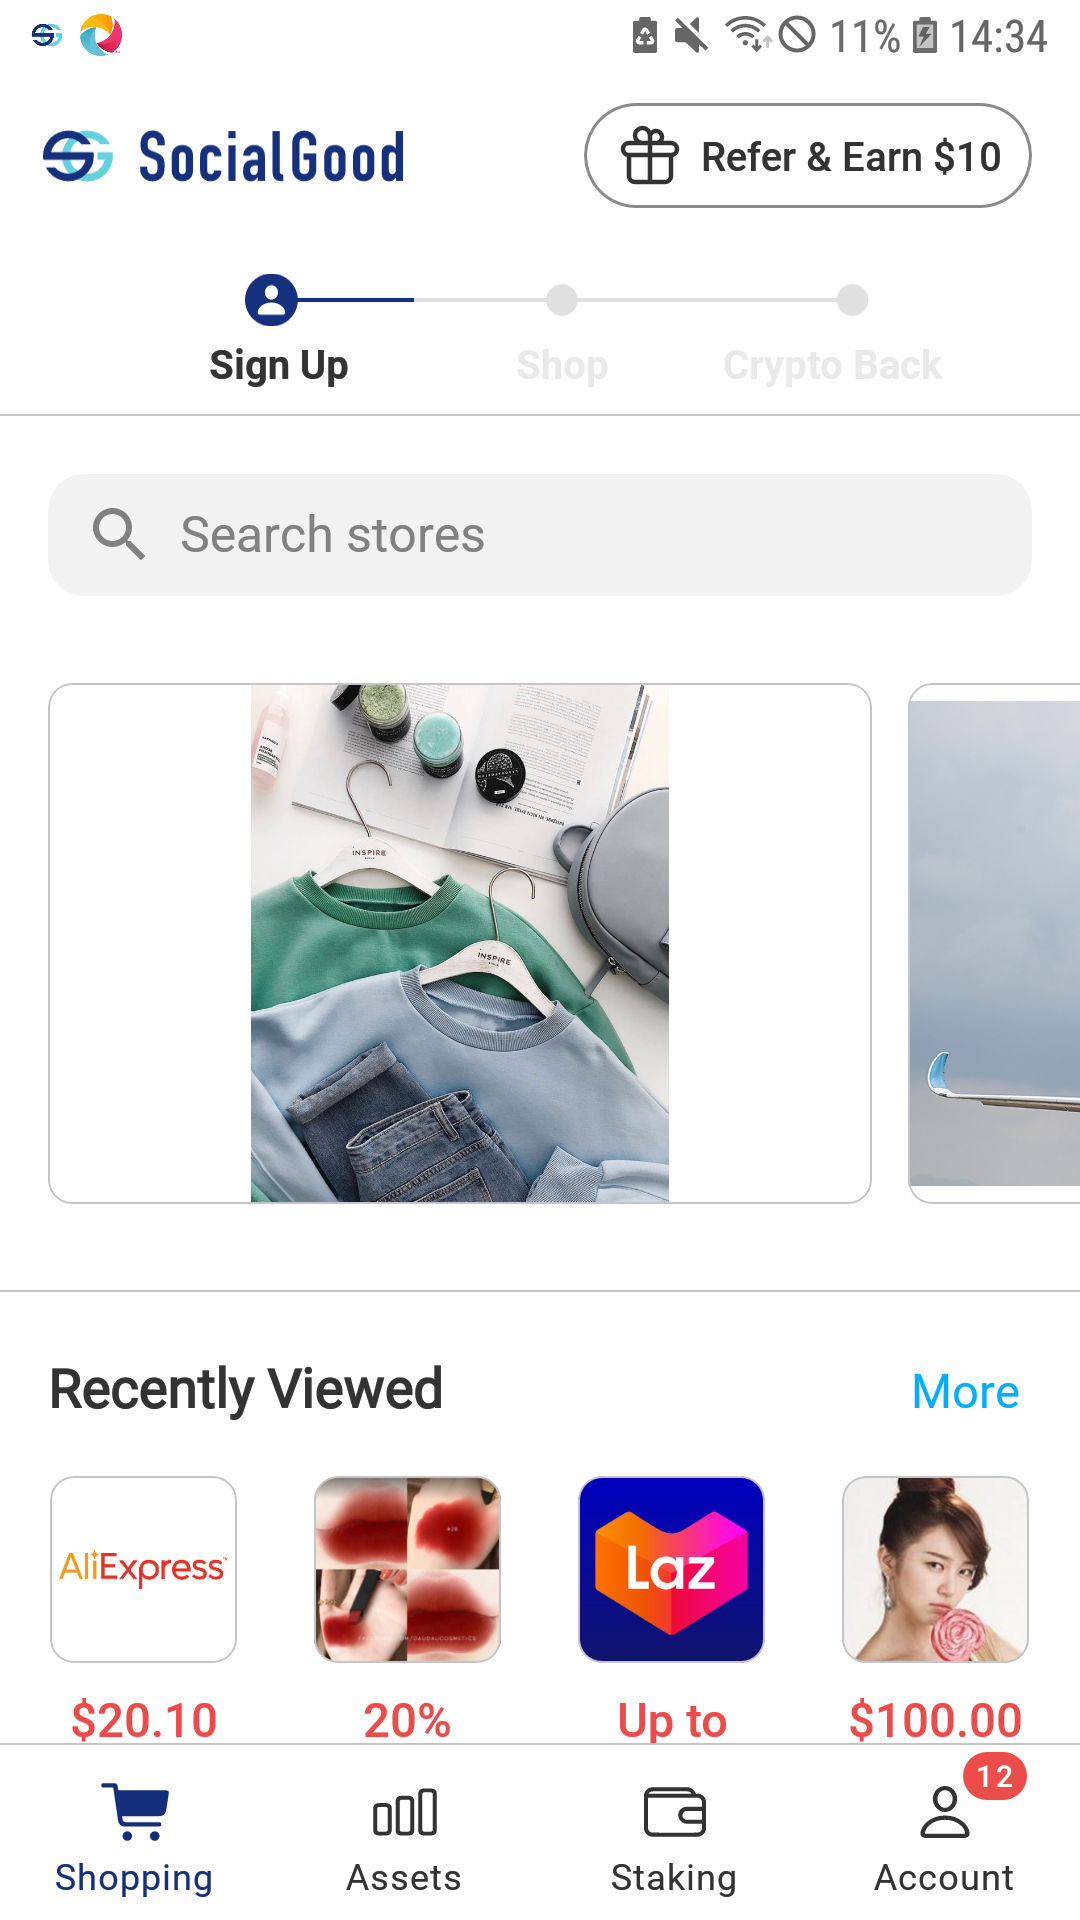 11% 14:34
SocialGood
Refer & Earn $10
Sign Up Shop Crypto Back
Search stores
INSPIRE
INSPIRE
Recently Viewed More
AliExpress
Laz
$20.10 20% Up to $100.00
12
Shopping Assets Staking Account